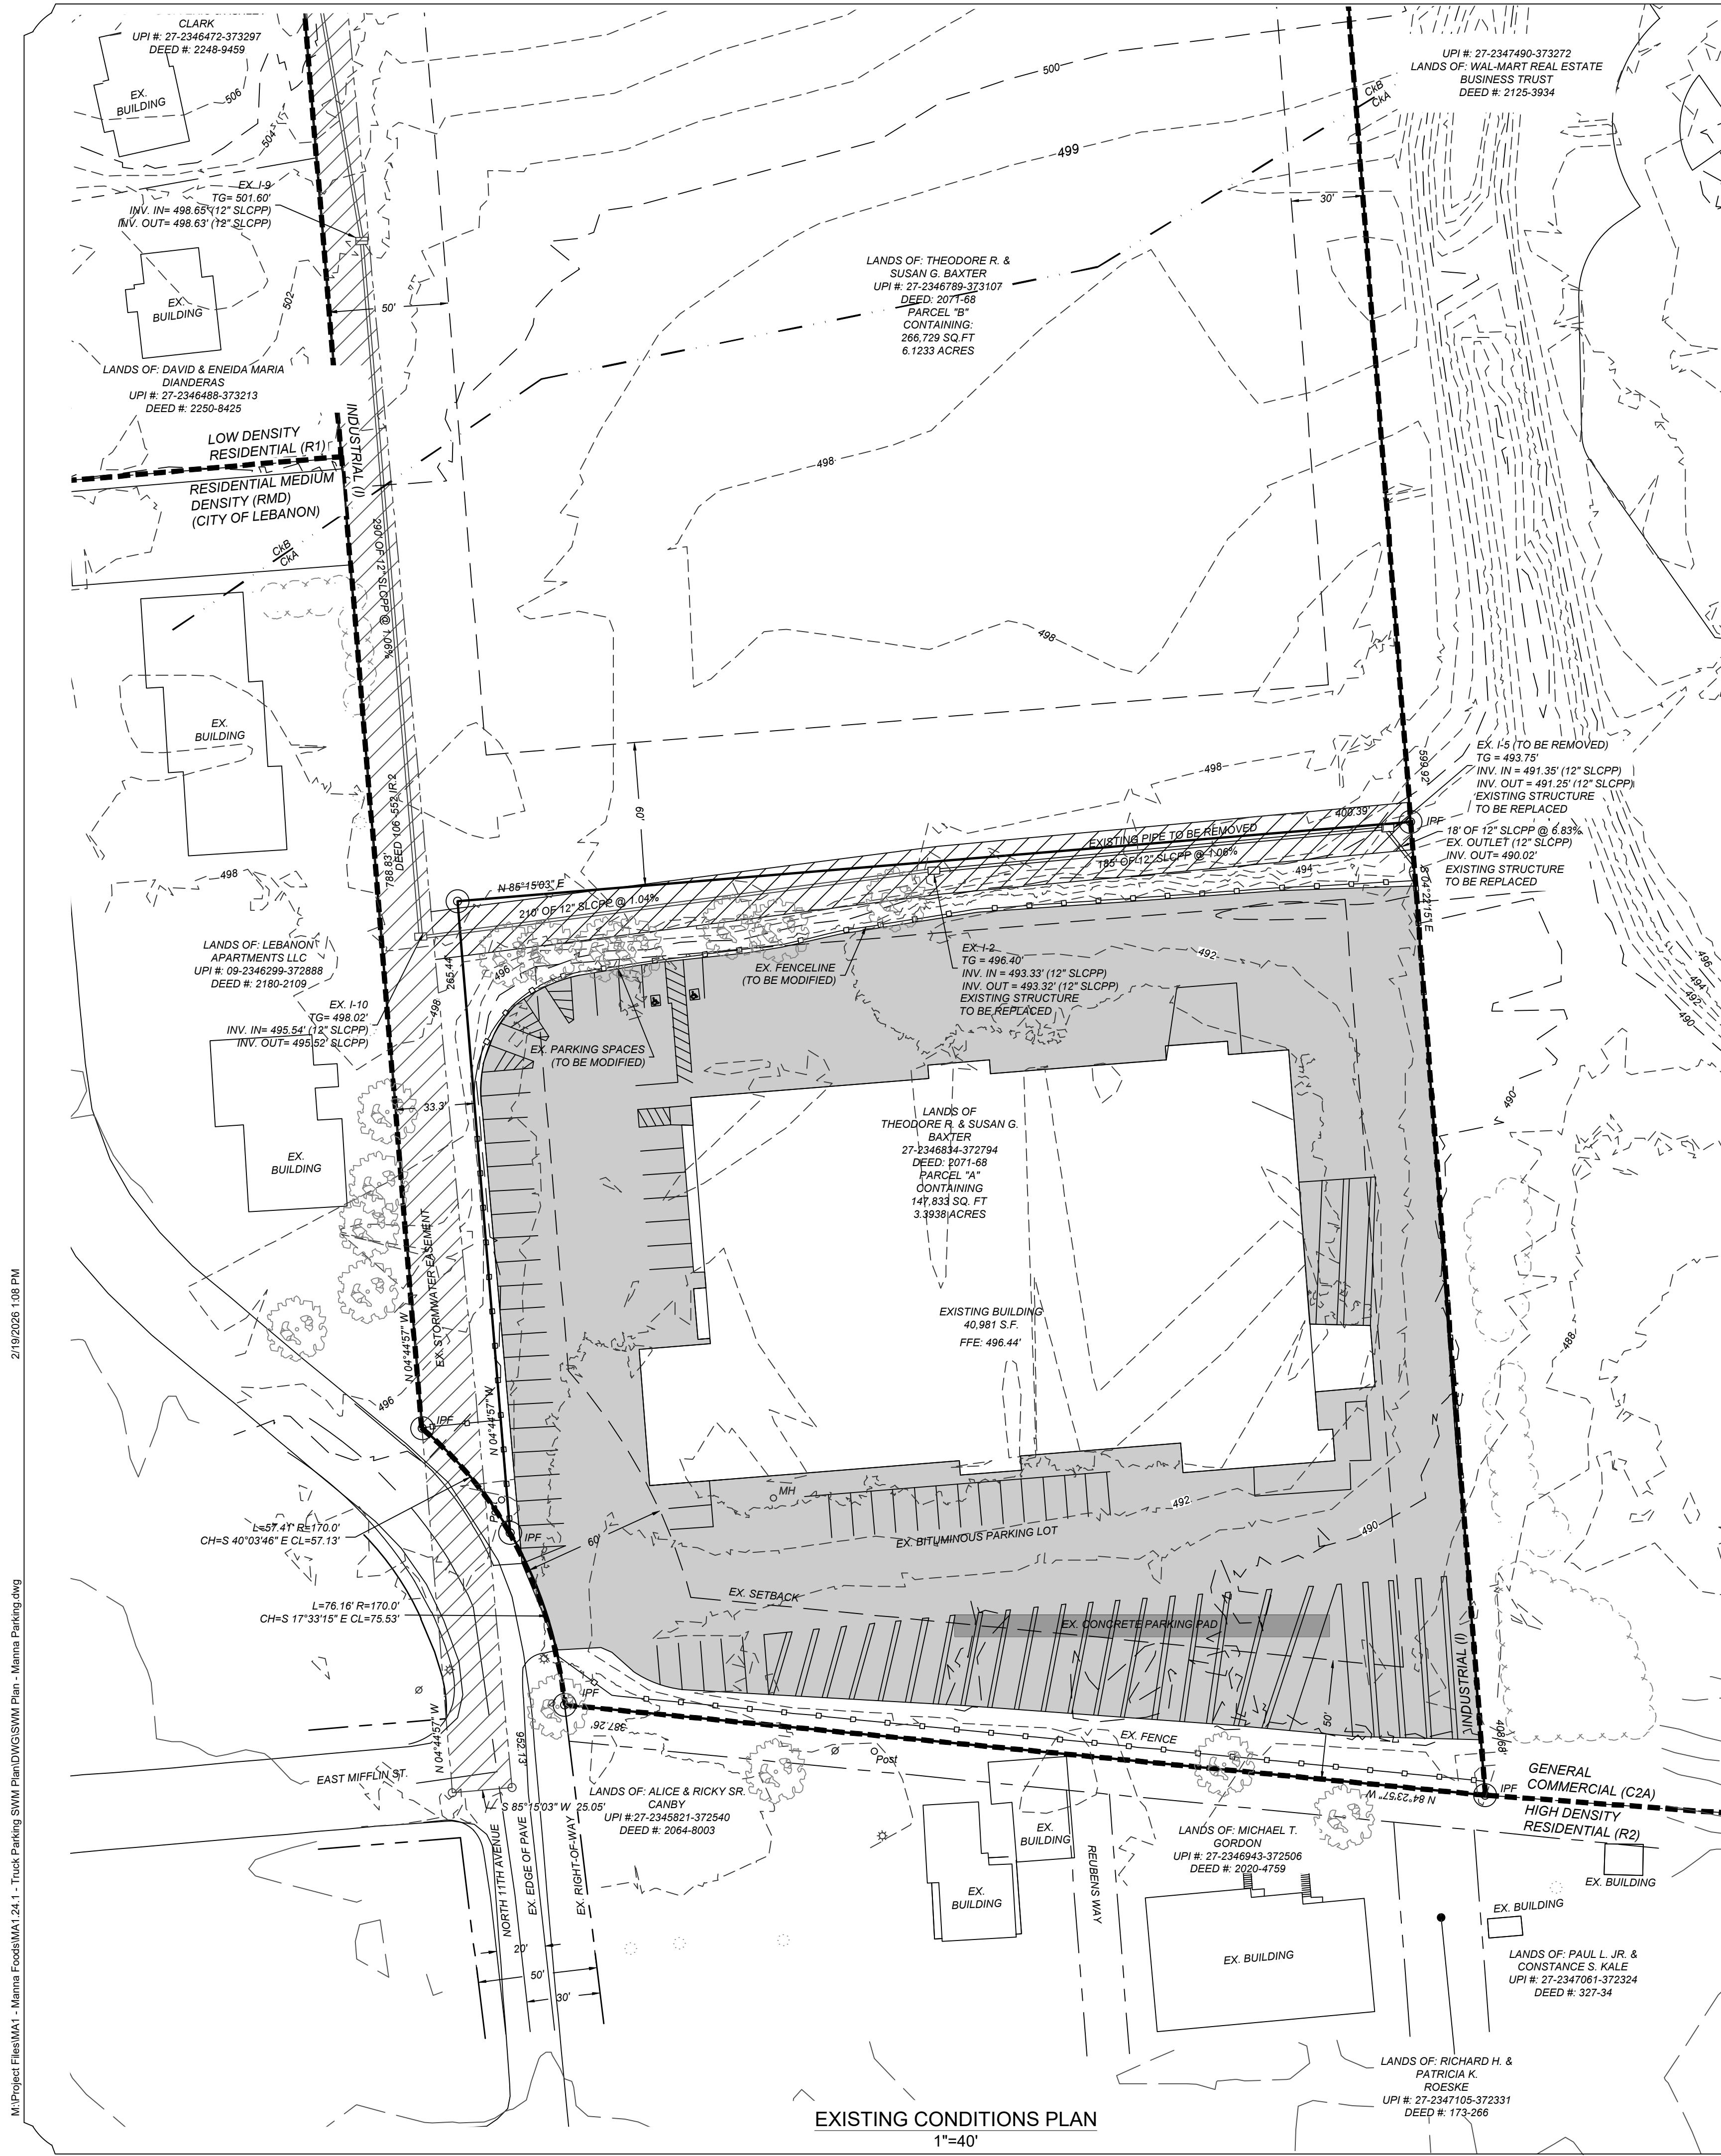 CLARK
UPI #: 27-2346472-373297
DEED #: 2248-9459
EX.
BUILDING
506
504
500
UPI #: 27-2347490-373272
LANDS OF: WAL-MART REAL ESTATE
BUSINESS TRUST
DEED #: 2125-3934
CkB
CkA
499
EX. I-9
TG= 501.60'
INV. IN= 498.65' (12" SLCPP)
INV. OUT= 498.63' (12" SLCPP)
30'
EX.
BUILDING
502
50'
LANDS OF: THEODORE R. &
SUSAN G. BAXTER
UPI #: 27-2346789-373107
DEED: 2071-68
PARCEL "B"
CONTAINING:
266,729 SQ.FT
6.1233 ACRES
LANDS OF: DAVID & ENEIDA MARIA
DIANDERAS
UPI #: 27-2346488-373213
DEED #: 2250-8425
LOW DENSITY
RESIDENTIAL (R1)
INDUSTRIAL (I)
RESIDENTIAL MEDIUM
DENSITY (RMD)
(CITY OF LEBANON)
498
CkB
CkA
290' OF 12" SLCPP @ 1.06%
498
EX.
BUILDING
788.83'
DEED 106 -552 IR.2
60'
498
599.92'
EX. I-5 (TO BE REMOVED)
TG = 493.75'
INV. IN = 491.35' (12" SLCPP)
INV. OUT = 491.25' (12" SLCPP)
EXISTING STRUCTURE
TO BE REPLACED
400.39'
IPF
EXISTING PIPE TO BE REMOVED
185' OF 12" SLCPP @ 1.06%
18' OF 12" SLCPP @ 6.83%
EX. OUTLET (12" SLCPP)
INV. OUT= 490.02'
EXISTING STRUCTURE
TO BE REPLACED
494
S 04°22'15" E
498
N 85°15'03" E
210' OF 12" SLCPP @ 1.04%
LANDS OF: LEBANON
APARTMENTS LLC
UPI #: 09-2346299-372888
DEED #: 2180-2109
265.44'
496
EX. FENCELINE
(TO BE MODIFIED)
EX. I-2
TG = 496.40'
INV. IN = 493.33' (12" SLCPP)
INV. OUT = 493.32' (12" SLCPP)
EXISTING STRUCTURE
TO BE REPLACED
492
496
494
492
490
EX. I-10
TG= 498.02'
INV. IN= 495.54' (12" SLCPP)
INV. OUT= 495.52' SLCPP)
498
EX. PARKING SPACES
(TO BE MODIFIED)
33.3'
490
EX.
BUILDING
LANDS OF
THEODORE R. & SUSAN G.
BAXTER
27-2346834-372794
DEED: 2071-68
PARCEL "A"
CONTAINING
147,833 SQ. FT
3.3938 ACRES
EX. STORMWATER EASEMENT
N 04°44'57" W
EXISTING BUILDING
40,981 S.F.
FFE: 496.44'
488
496
IPF
N 04°44'57" W
MH
492
490
L=57.41' R=170.0'
CH=S 40°03'46" E CL=57.13'
IPF
60'
EX. BITUMINOUS PARKING LOT
EX. SETBACK
L=76.16' R=170.0'
CH=S 17°33'15" E CL=75.53'
EX. CONCRETE PARKING PAD
INDUSTRIAL (I)
IPF
387.26'
50'
408.68'
EX. FENCE
N 04°44'57" W
952.13'
Post
EAST MIFFLIN ST.
S 85°15'03" W 25.05'
LANDS OF: ALICE & RICKY SR.
CANBY
UPI #:27-2345821-372540
DEED #: 2064-8003
N 84°23'57" W
IPF
GENERAL
COMMERCIAL (C2A)
HIGH DENSITY
RESIDENTIAL (R2)
NORTH 11TH AVENUE
EX. EDGE OF PAVE
EX. RIGHT-OF-WAY
EX.
BUILDING
EX.
BUILDING
REUBENS WAY
LANDS OF: MICHAEL T.
GORDON
UPI #: 27-2346943-372506
DEED #: 2020-4759
EX. BUILDING
EX. BUILDING
EX. BUILDING
20'
50'
30'
LANDS OF: PAUL L. JR. &
CONSTANCE S. KALE
UPI #: 27-2347061-372324
DEED #: 327-34
LANDS OF: RICHARD H. &
PATRICIA K.
ROESKE
UPI #: 27-2347105-372331
DEED #: 173-266
EXISTING CONDITIONS PLAN
1"=40'
2/19/2026 1:08 PM
M:\Project Files\MA1 - Manna Foods\MA1.24.1 - Truck Parking SWM Plan\DWG\SWM Plan - Manna Parking.dwg